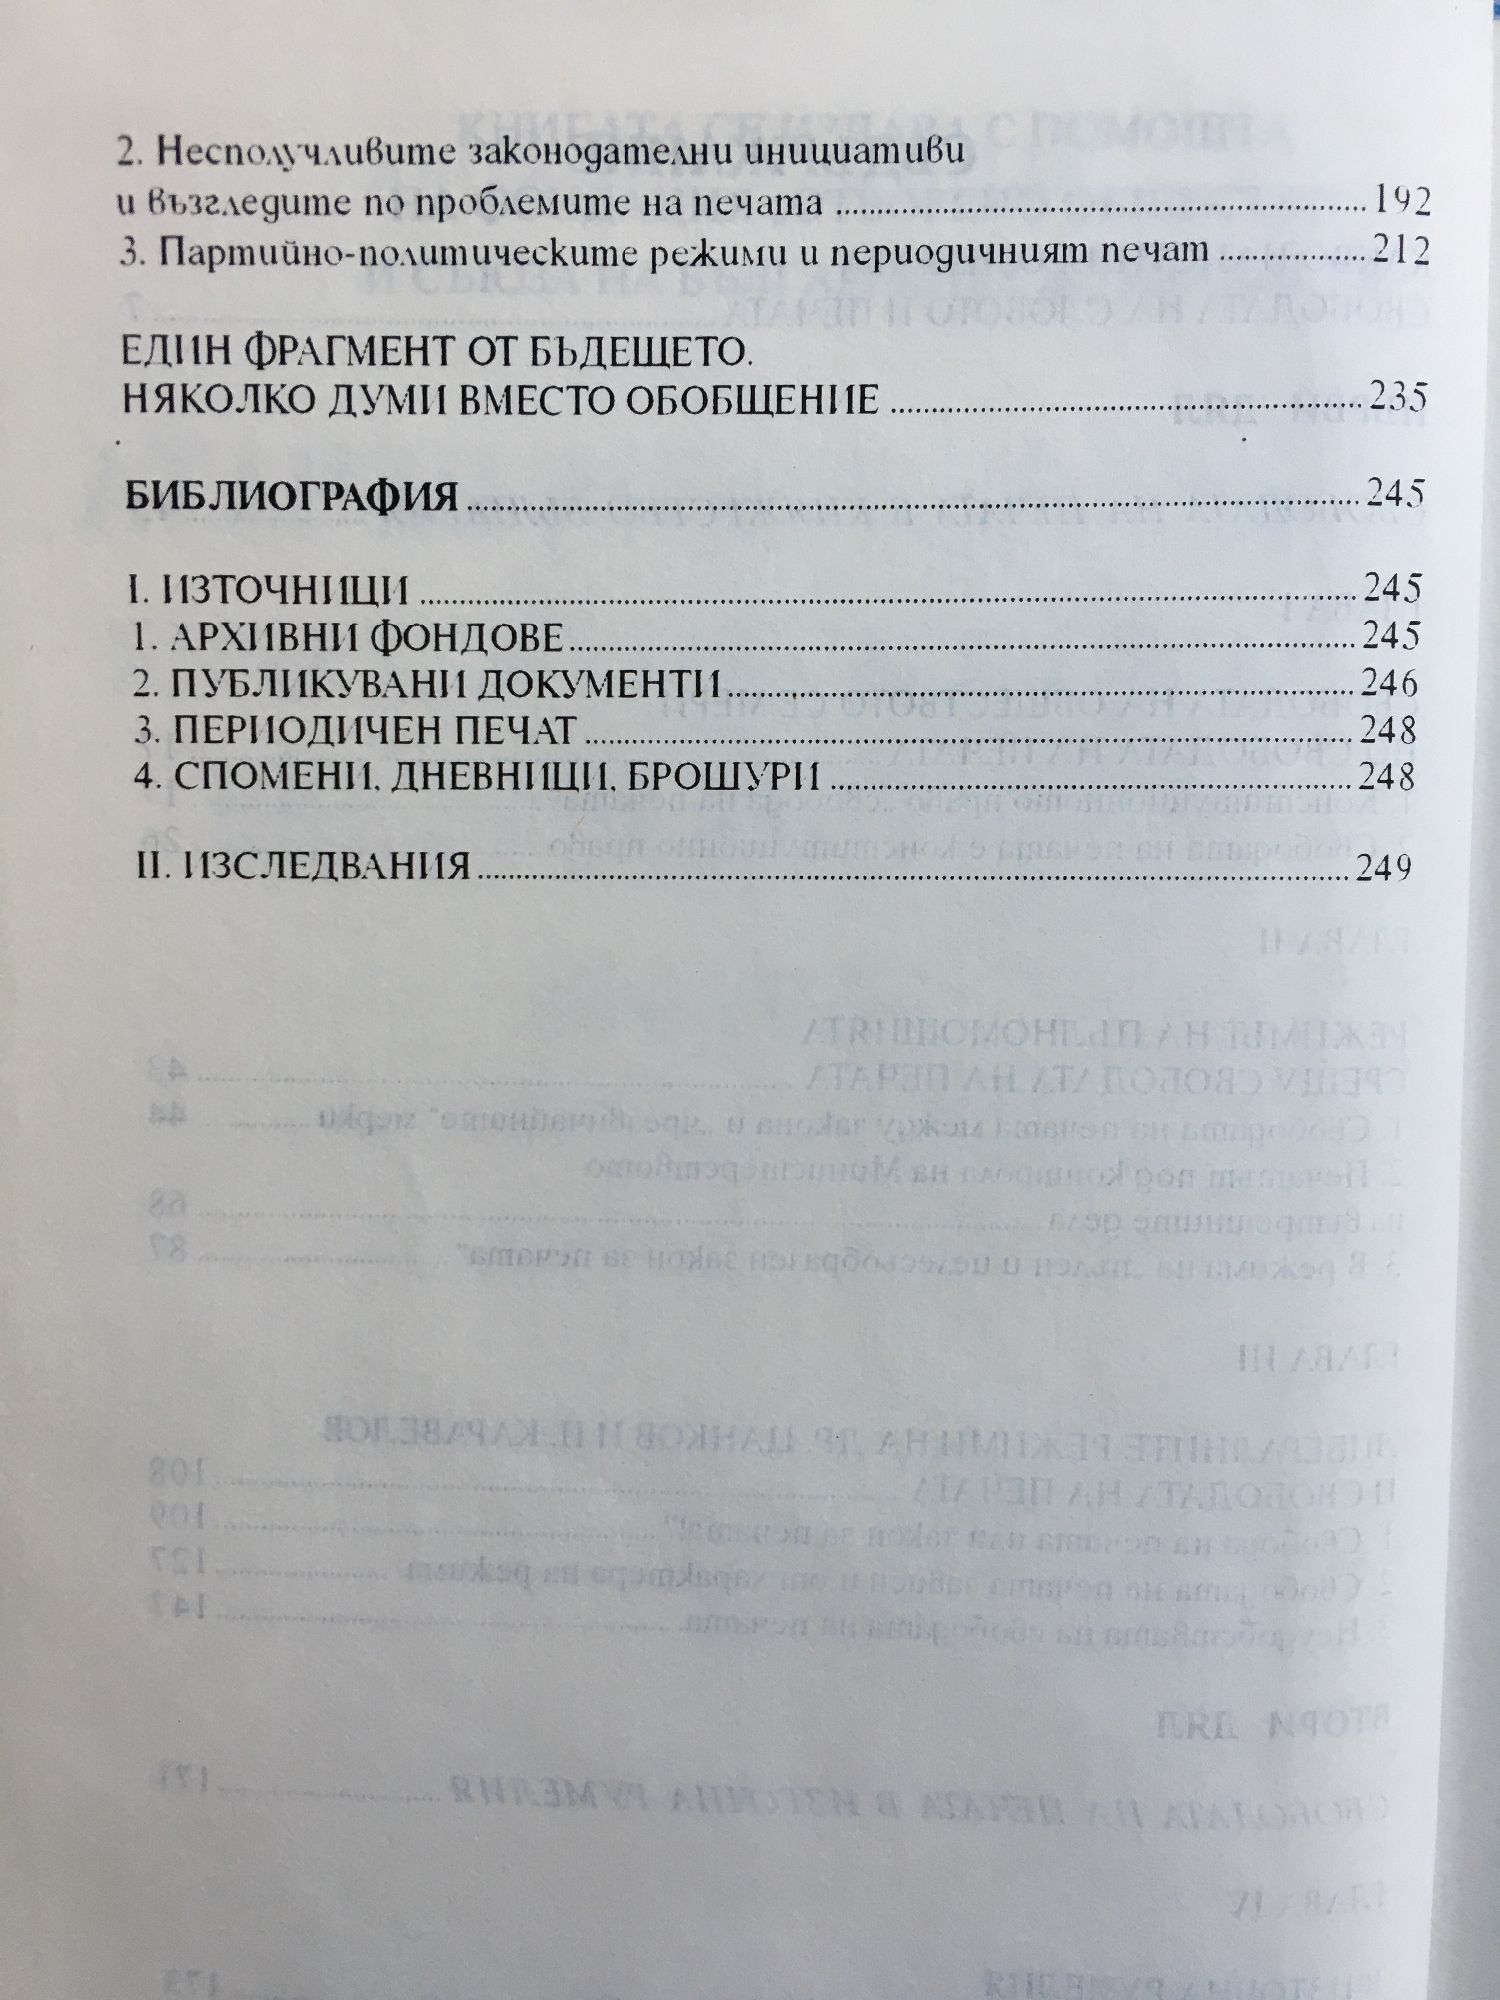 2. Несполучливите законодателни инициативи
и възгледите по проблемите на печата ........ 192
3. Партийно-политическите режими и периодичният печат ........ 212
ЕДИН ФРАГМЕНТ ОТ БЪДЕЩЕТО.
НЯКОЛКО ДУМИ ВМЕСТО ОБОБЩЕНИЕ ........ 235
БИБЛИОГРАФИЯ ........ 245
I. ИЗТОЧНИЦИ ........ 245
1. АРХИВНИ ФОНДОВЕ ........ 245
2. ПУБЛИКУВАНИ ДОКУМЕНТИ ........ 246
3. ПЕРИОДИЧЕН ПЕЧАТ ........ 248
4. СПОМЕНИ, ДНЕВНИЦИ, БРОШУРИ ........ 248
II. ИЗСЛЕДВАНИЯ ........ 249